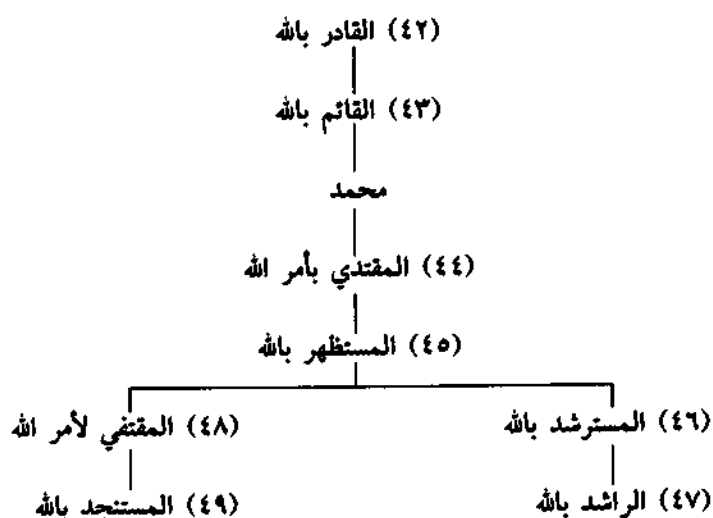 (٤٢) القادر بالله
(٤٣) القائم بالله
محمد
(٤٤) المقتدي بأمر الله
(٤٥) المستظهر بالله
(٤٦) المسترشد بالله
(٤٨) المقتفي لأمر الله
(٤٧) الراشد بالله
(٤٩) المستنجد بالله